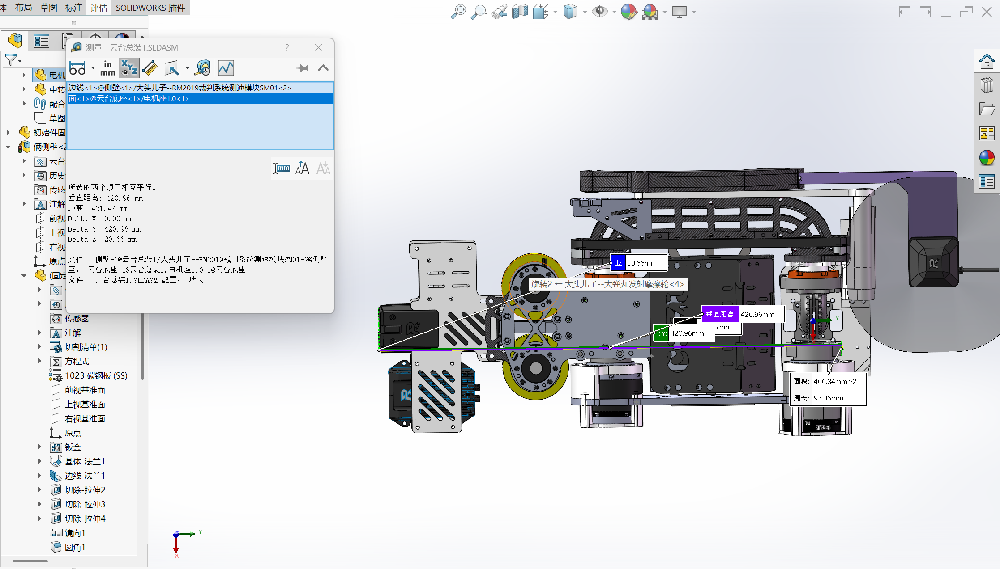 体 布局 草图 标注 评估 SOLIDWORKS 插件
测量 - 云台总装1.SLDASM
?
in
mm
XYZ
边线<1>@侧壁<1>/大头儿子--RM2019裁判系统测速模块SM01<2>
面<1>@云台底座<1>/电机座1.0<1>
mm
所选的两个项目相互平行。
垂直距离: 420.96 mm
距离: 421.47 mm
Delta X: 0.00 mm
Delta Y: 420.96 mm
Delta Z: 20.66 mm
文件: 侧壁-1@云台总装1/大头儿子--RM2019裁判系统测速模块SM01-2@侧壁
至: 云台底座-1@云台总装1/电机座1.0-1@云台底座
文件: 云台总装1.SLDASM 配置: 默认
电机
中转
配合
草图
初始件固
俩侧壁<2
云台
历史
传感
注解
前视
上视
右视
原点
(固定
传感器
注解
切割清单(1)
方程式
1023 碳钢板 (SS)
前视基准面
上视基准面
右视基准面
原点
钣金
基体-法兰1
边线-法兰1
切除-拉伸2
切除-拉伸3
切除-拉伸4
镜向1
圆角1
dZ: 20.66mm
旋转2 ← 大头儿子--大弹丸发射摩擦轮<4>
垂直距离: 420.96mm
7mm
dY: 420.96mm
面积: 406.84mm^2
周长: 97.06mm
Y
Y
X